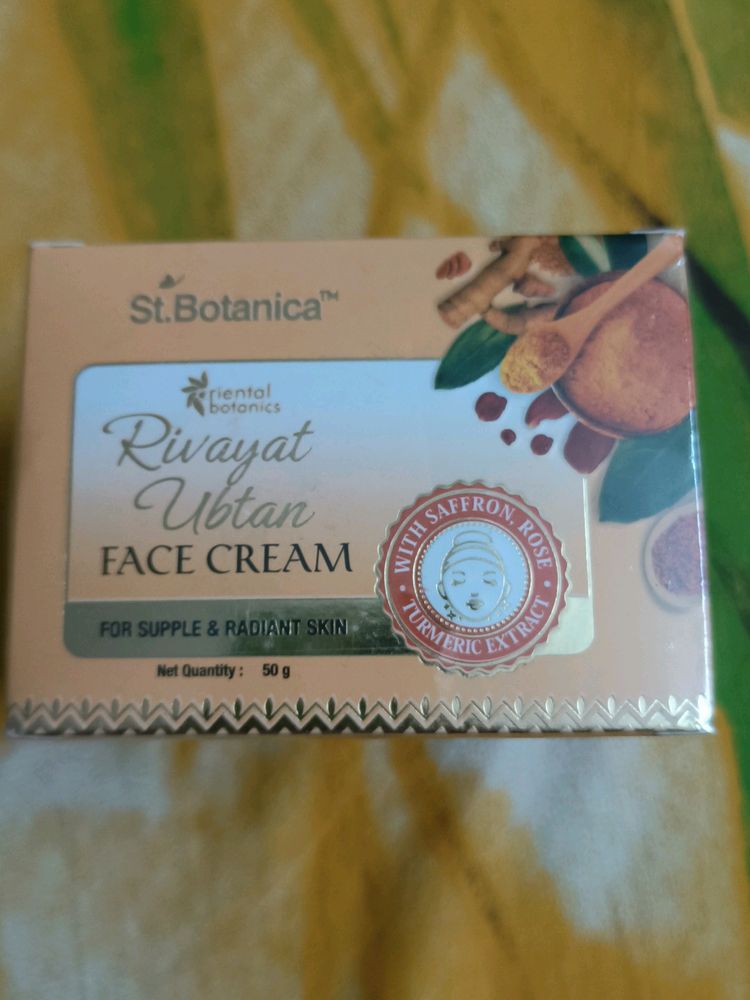 St.Botanica™
Oriental
botanics
Rivayat
Ubtan
FACE CREAM
FOR SUPPLE & RADIANT SKIN
Net Quantity : 50 g
• WITH SAFFRON, ROSE •
TURMERIC EXTRACT